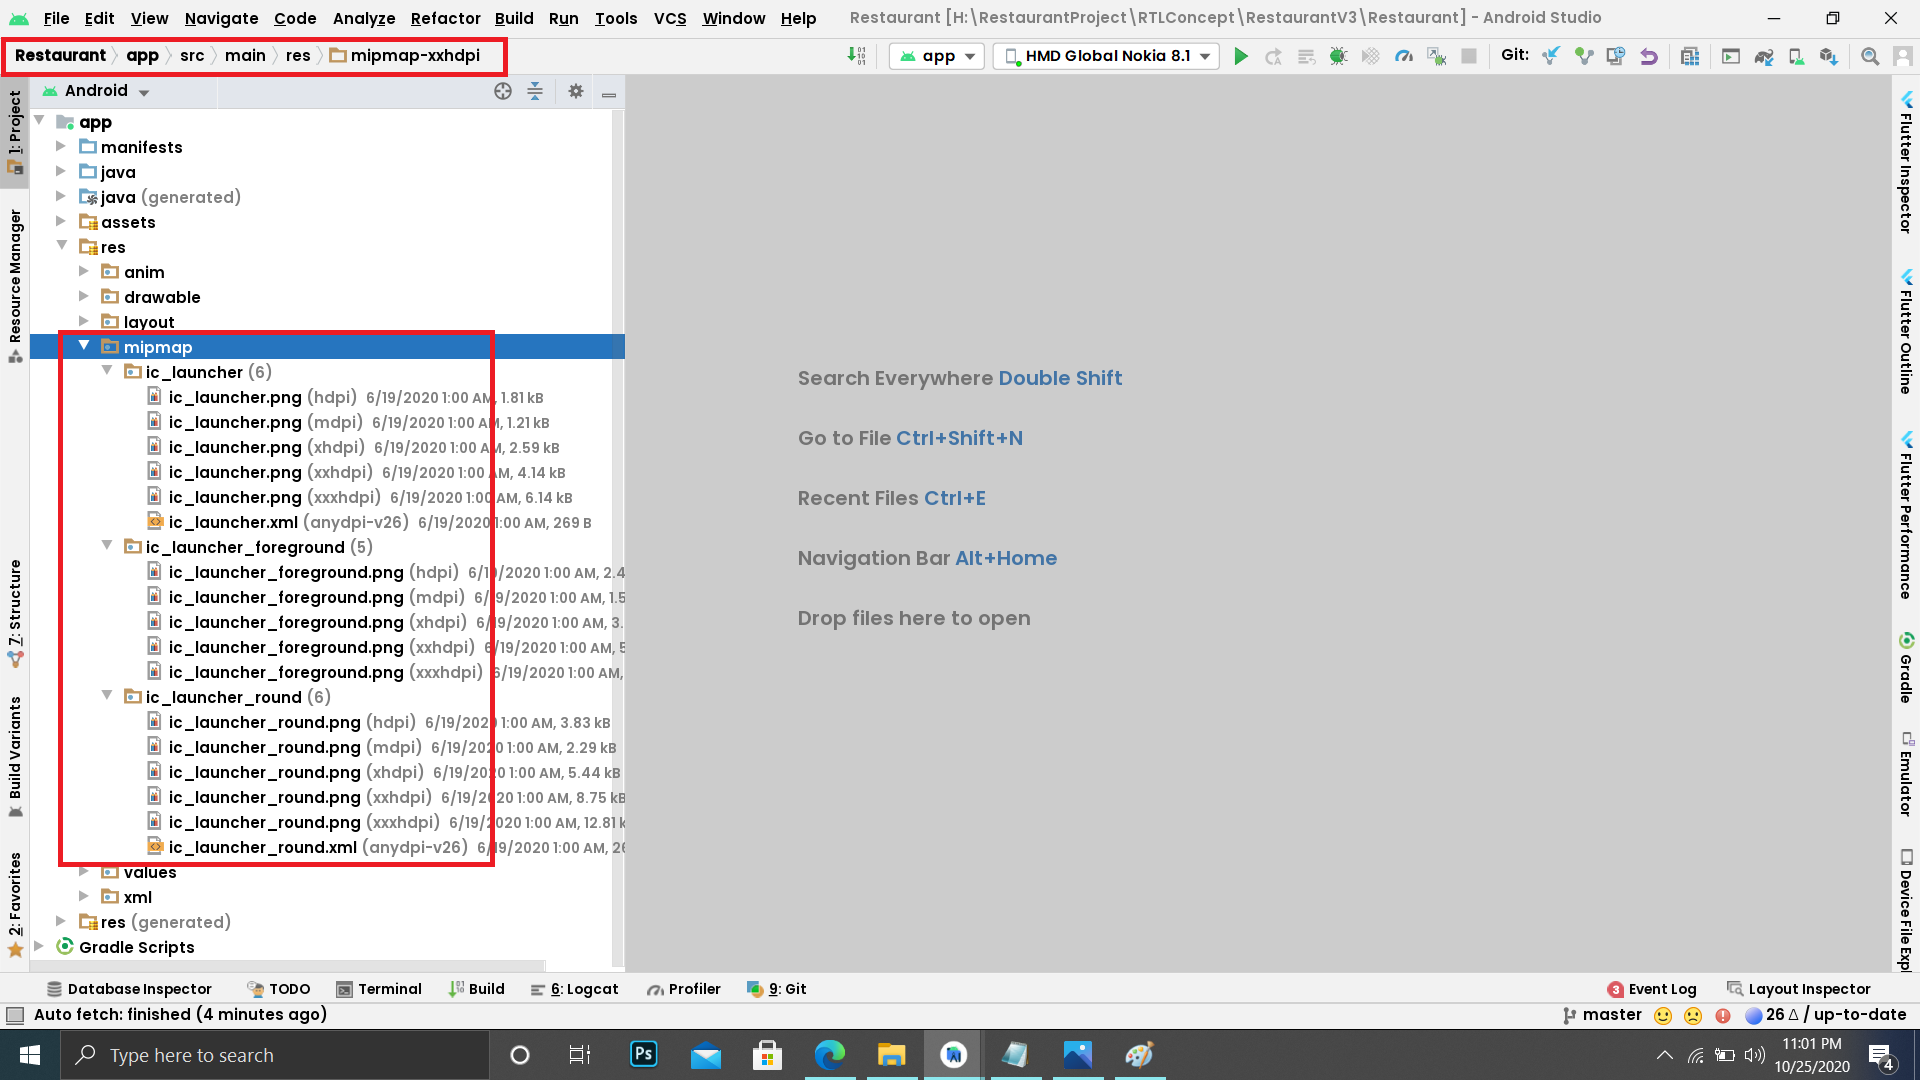 File Edit View Navigate Code Analyze Refactor Build Run Tools VCS Window Help Restaurant [H:\RestaurantProject\RTLConcept\RestaurantV3\Restaurant] - Android Studio
Restaurant app src main res mipmap-xxhdpi app HMD Global Nokia 8.1 Git:
Android
app
manifests
java
java (generated)
assets
res
anim
drawable
layout
mipmap
ic_launcher (6)
ic_launcher.png (hdpi) 6/19/2020 1:00 AM, 1.81 kB
ic_launcher.png (mdpi) 6/19/2020 1:00 AM, 1.21 kB
ic_launcher.png (xhdpi) 6/19/2020 1:00 AM, 2.59 kB
ic_launcher.png (xxhdpi) 6/19/2020 1:00 AM, 4.14 kB
ic_launcher.png (xxxhdpi) 6/19/2020 1:00 AM, 6.14 kB
ic_launcher.xml (anydpi-v26) 6/19/2020 1:00 AM, 269 B
ic_launcher_foreground (5)
ic_launcher_foreground.png (hdpi) 6/19/2020 1:00 AM, 2.4
ic_launcher_foreground.png (mdpi) 6/19/2020 1:00 AM, 1.5
ic_launcher_foreground.png (xhdpi) 6/19/2020 1:00 AM, 3.
ic_launcher_foreground.png (xxhdpi) 6/19/2020 1:00 AM, 5
ic_launcher_foreground.png (xxxhdpi) 6/19/2020 1:00 AM,
ic_launcher_round (6)
ic_launcher_round.png (hdpi) 6/19/2020 1:00 AM, 3.83 kB
ic_launcher_round.png (mdpi) 6/19/2020 1:00 AM, 2.29 kB
ic_launcher_round.png (xhdpi) 6/19/2020 1:00 AM, 5.44 kB
ic_launcher_round.png (xxhdpi) 6/19/2020 1:00 AM, 8.75 kB
ic_launcher_round.png (xxxhdpi) 6/19/2020 1:00 AM, 12.81 k
ic_launcher_round.xml (anydpi-v26) 6/19/2020 1:00 AM, 26
values
xml
res (generated)
Gradle Scripts
1: Project
Resource Manager
7: Structure
Build Variants
2: Favorites
Search Everywhere Double Shift
Go to File Ctrl+Shift+N
Recent Files Ctrl+E
Navigation Bar Alt+Home
Drop files here to open
Flutter Inspector
Flutter Outline
Flutter Performance
Gradle
Emulator
Device File Expl
Database Inspector TODO Terminal Build 6: Logcat Profiler 9: Git 3 Event Log Layout Inspector
Auto fetch: finished (4 minutes ago) master 26 Δ / up-to-date
Type here to search Ps 11:01 PM
10/25/2020 4